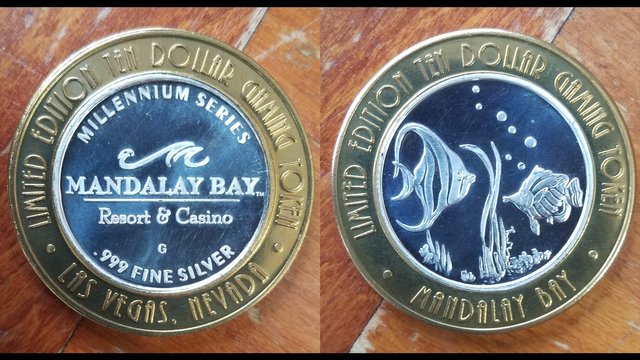 LIMITED EDITION TEN DOLLAR GAMING TOKEN
MILLENNIUM SERIES
MANDALAY BAY™
Resort & Casino
G
.999 FINE SILVER
• LAS VEGAS, NEVADA •
LIMITED EDITION TEN DOLLAR GAMING TOKEN
• MANDALAY BAY •